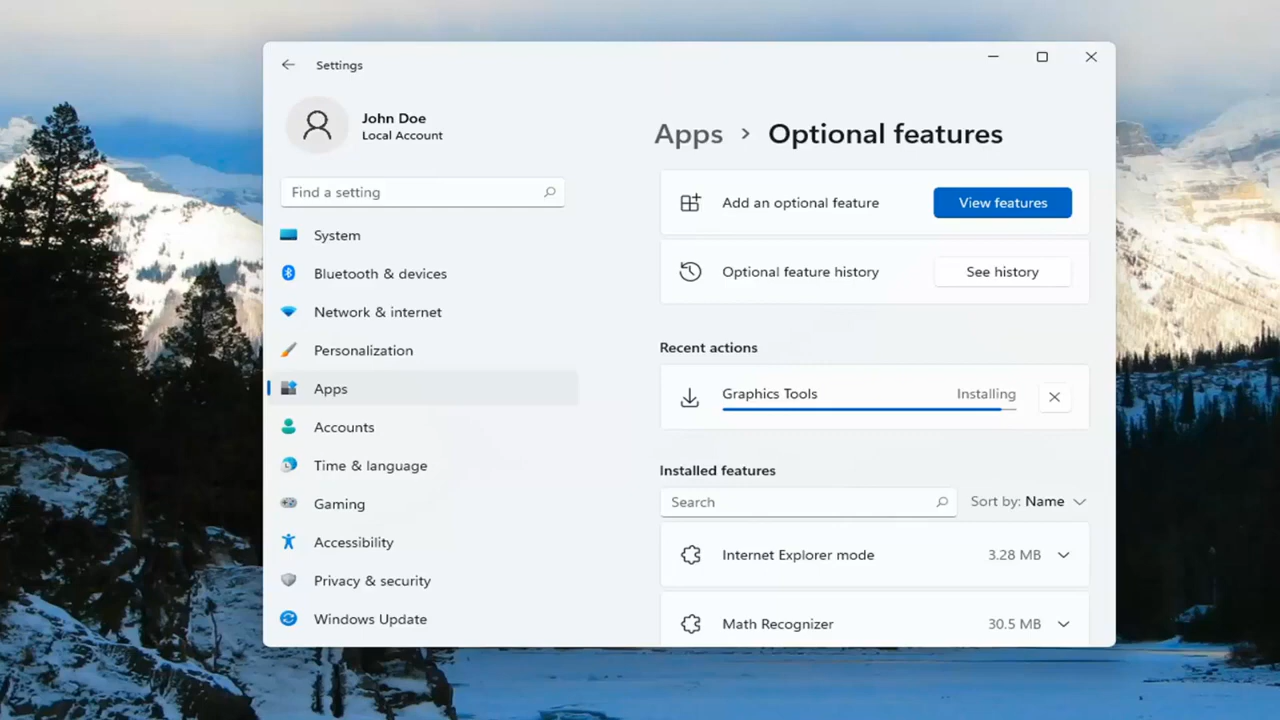 Settings
John Doe
Local Account
Find a setting
System
Bluetooth & devices
Network & internet
Personalization
Apps
Accounts
Time & language
Gaming
Accessibility
Privacy & security
Windows Update
Apps > Optional features
Add an optional feature View features
Optional feature history See history
Recent actions
Graphics Tools Installing
Installed features
Search Sort by: Name
Internet Explorer mode 3.28 MB
Math Recognizer 30.5 MB